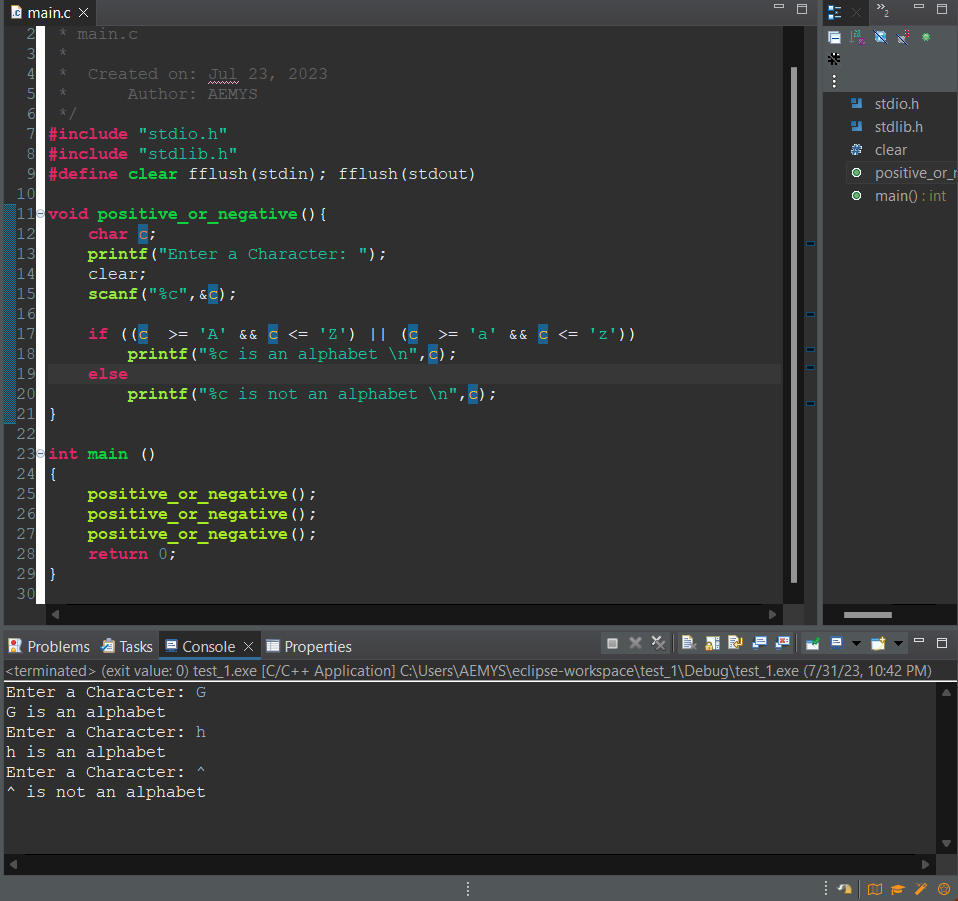 main.c
2
2 * main.c
3 *
4 *  Created on: Jul 23, 2023
5 *      Author: AEMYS
6 */
7 #include "stdio.h"
8 #include "stdlib.h"
9 #define clear fflush(stdin); fflush(stdout)
10
11 void positive_or_negative(){
12     char c;
13     printf("Enter a Character: ");
14     clear;
15     scanf("%c",&c);
16
17     if ((c  >= 'A' && c <= 'Z') || (c  >= 'a' && c <= 'z'))
18         printf("%c is an alphabet \n",c);
19     else
20         printf("%c is not an alphabet \n",c);
21 }
22
23 int main ()
24 {
25     positive_or_negative();
26     positive_or_negative();
27     positive_or_negative();
28     return 0;
29 }
30
stdio.h
stdlib.h
clear
positive_or_
main() : int
Problems Tasks Console Properties
<terminated> (exit value: 0) test_1.exe [C/C++ Application] C:\Users\AEMYS\eclipse-workspace\test_1\Debug\test_1.exe (7/31/23, 10:42 PM)
Enter a Character: G
G is an alphabet
Enter a Character: h
h is an alphabet
Enter a Character: ^
^ is not an alphabet